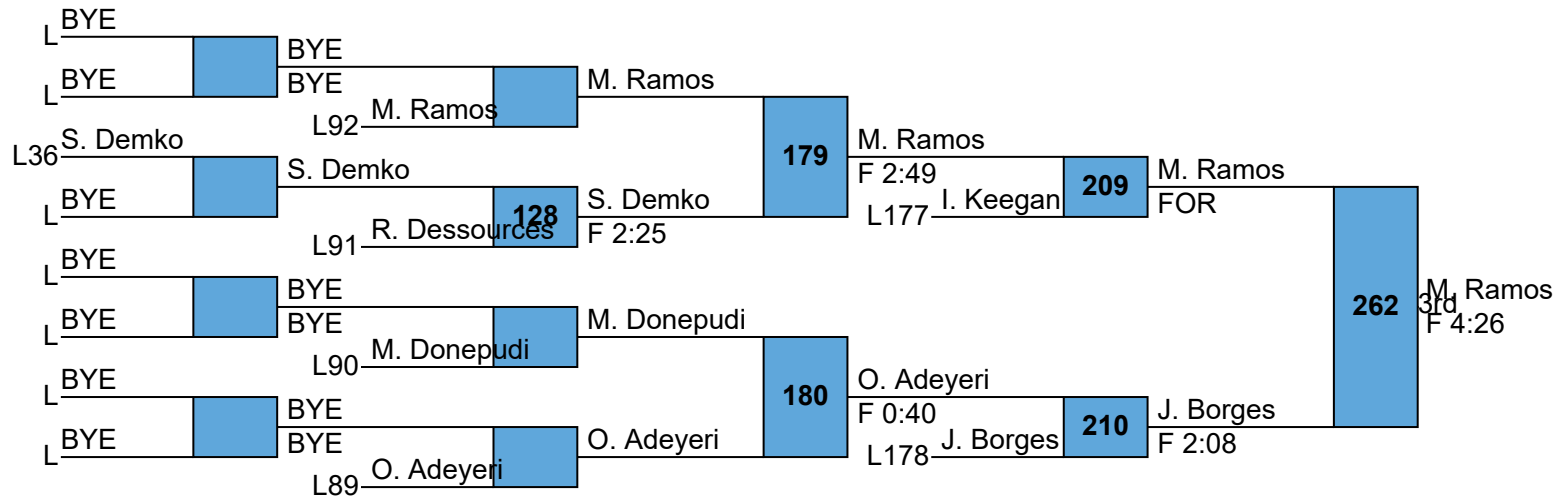 BYE
L
BYE
BYE
L
BYE
M. Ramos
L92
M. Ramos
S. Demko
L36
S. Demko
BYE
L
128
R. Dessources
L91
S. Demko
F 2:25
179
M. Ramos
F 2:49
I. Keegan
L177
209
M. Ramos
FOR
BYE
L
BYE
BYE
L
BYE
M. Donepudi
L90
M. Donepudi
BYE
L
BYE
BYE
L
BYE
O. Adeyeri
L89
O. Adeyeri
180
O. Adeyeri
F 0:40
J. Borges
L178
210
J. Borges
F 2:08
262
3rd
M. Ramos
F 4:26